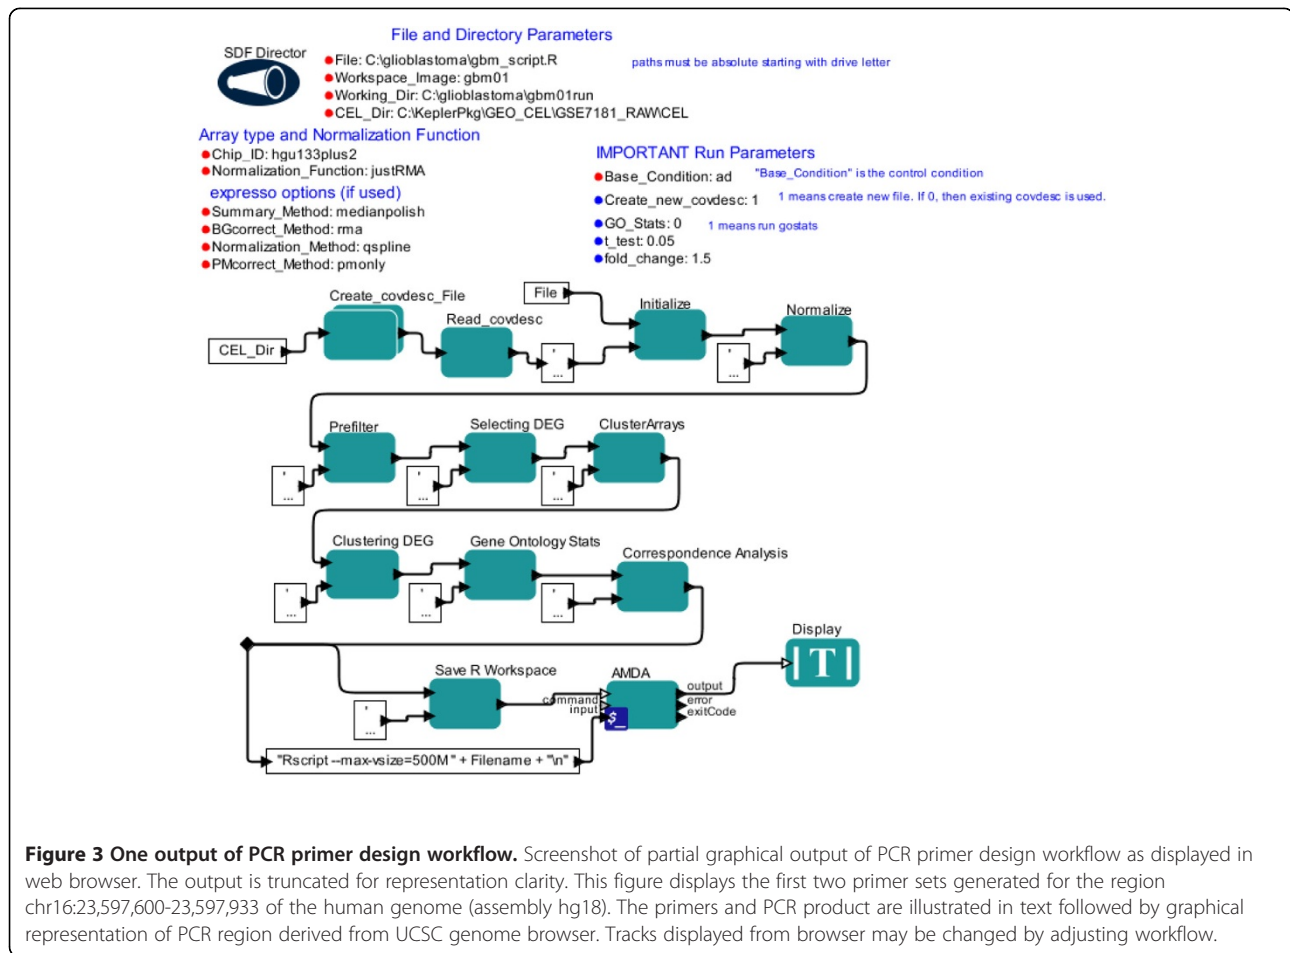 File and Directory Parameters
SDF Director
File: C:\glioblastoma\gbm_script.R
paths must be absolute starting with drive letter
Workspace_Image: gbm01
Working_Dir: C:\glioblastoma\gbm01run
CEL_Dir: C:\KeplerPkg\GEO_CEL\GSE7181_RAW\CEL
Array type and Normalization Function
Chip_ID: hgu133plus2
Normalization_Function: justRMA
expresso options (if used)
Summary_Method: medianpolish
BGcorrect_Method: rma
Normalization_Method: qspline
PMcorrect_Method: pmonly
IMPORTANT Run Parameters
Base_Condition: ad
"Base_Condition" is the control condition
Create_new_covdesc: 1
1 means create new file. If 0, then existing covdesc is used.
GO_Stats: 0
1 means run gostats
t_test: 0.05
fold_change: 1.5
Create_covdesc_File
File
Initialize
Normalize
Read_covdesc
CEL_Dir
' ...
' ...
Prefilter
Selecting DEG
ClusterArrays
' ...
' ...
' ...
Clustering DEG
Gene Ontology Stats
Correspondence Analysis
' ...
' ...
' ...
Display
T
Save R Workspace
AMDA
command
input
output
error
exitCode
$_
' ...
"Rscript --max-vsize=500M " + Filename + "\n"
Figure 3 One output of PCR primer design workflow. Screenshot of partial graphical output of PCR primer design workflow as displayed in
web browser. The output is truncated for representation clarity. This figure displays the first two primer sets generated for the region
chr16:23,597,600-23,597,933 of the human genome (assembly hg18). The primers and PCR product are illustrated in text followed by graphical
representation of PCR region derived from UCSC genome browser. Tracks displayed from browser may be changed by adjusting workflow.